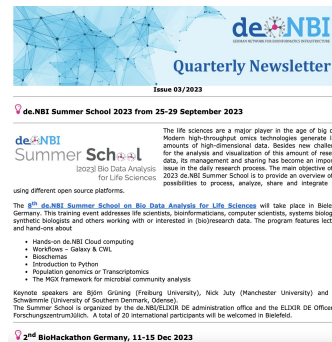 de.NBI
GERMAN NETWORK FOR BIOINFORMATICS INFRASTRUCTURE
Quarterly Newsletter
Issue 03/2023
de.NBI Summer School 2023 from 25-29 September 2023
de.NBI
Summer School
[2023] Bio Data Analysis
for Life Sciences
The life sciences are a major player in the age of big d
Modern high-throughput omics technologies generate l
amounts of high-dimensional data. Besides new challer
for the analysis and visualization of this amount of rese
data, its management and sharing has become an impor
issue in the daily research process. The main objective of
2023 de.NBI Summer School is to provide an overview of
possibilities to process, analyze, share and integrate
using different open source platforms.
The 8th de.NBI Summer School on Bio Data Analysis for Life Sciences will take place in Biele
Germany. This training event addresses life scientists, bioinformaticians, computer scientists, systems biolog
synthetic biologists and others working with or interested in (bio)research data. The program features lect
and hands-ons about
• Hands-on de.NBI Cloud computing
• Workflows – Galaxy & CWL
• Bioschemas
• Introduction to Python
• Population genomics or Transcriptomics
• The MGX framework for microbial community analysis
Keynote speakers are Björn Grüning (Freiburg University), Nick Juty (Manchester University) and
Schwämmle (University of Southern Denmark, Odense).
The Summer School is organized by the de.NBI/ELIXIR DE administration office and the ELIXIR DE Officer
ForschungszentrumJülich. A total of 20 international participants will be welcomed in Bielefeld.
2nd BioHackathon Germany, 11-15 Dec 2023